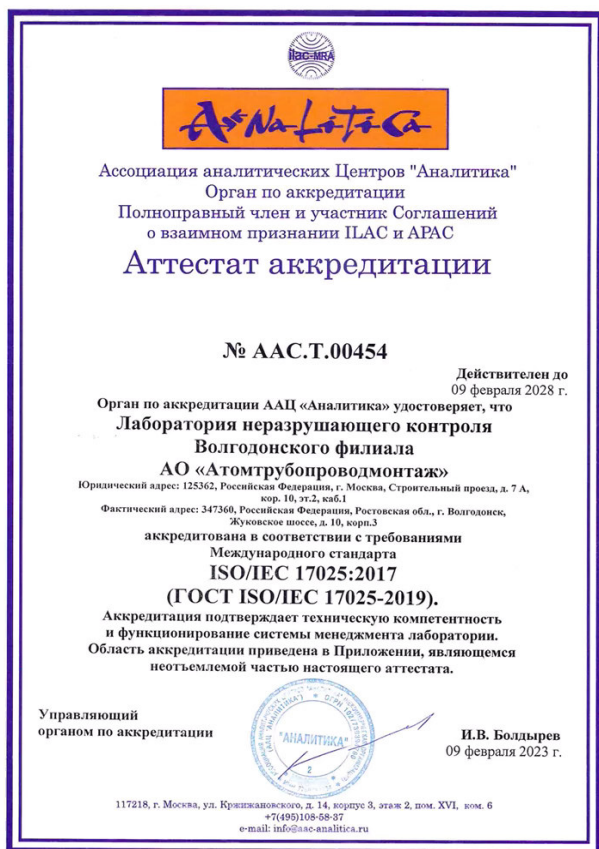 ilac-MRA
ANaLiTiCa
Ассоциация аналитических Центров "Аналитика"
Орган по аккредитации
Полноправный член и участник Соглашений
о взаимном признании ILAC и APAC
Аттестат аккредитации
№ ААС.Т.00454
Действителен до
09 февраля 2028 г.
Орган по аккредитации ААЦ «Аналитика» удостоверяет, что
Лаборатория неразрушающего контроля
Волгодонского филиала
АО «Атомтрубопроводмонтаж»
Юридический адрес: 125362, Российская Федерация, г. Москва, Строительный проезд, д. 7 А,
кор. 10, эт.2, каб.1
Фактический адрес: 347360, Российская Федерация, Ростовская обл., г. Волгодонск,
Жуковское шоссе, д. 10, корп.3
аккредитована в соответствии с требованиями
Международного стандарта
ISO/IEC 17025:2017
(ГОСТ ISO/IEC 17025-2019).
Аккредитация подтверждает техническую компетентность
и функционирование системы менеджмента лаборатории.
Область аккредитации приведена в Приложении, являющемся
неотъемлемой частью настоящего аттестата.
Управляющий
органом по аккредитации
"АНАЛИТИКА"
2
И.В. Болдырев
09 февраля 2023 г.
117218, г. Москва, ул. Кржижановского, д. 14, корпус 3, этаж 2, пом. XVI, ком. 6
+7(495)108-58-37
e-mail: info@aac-analitica.ru